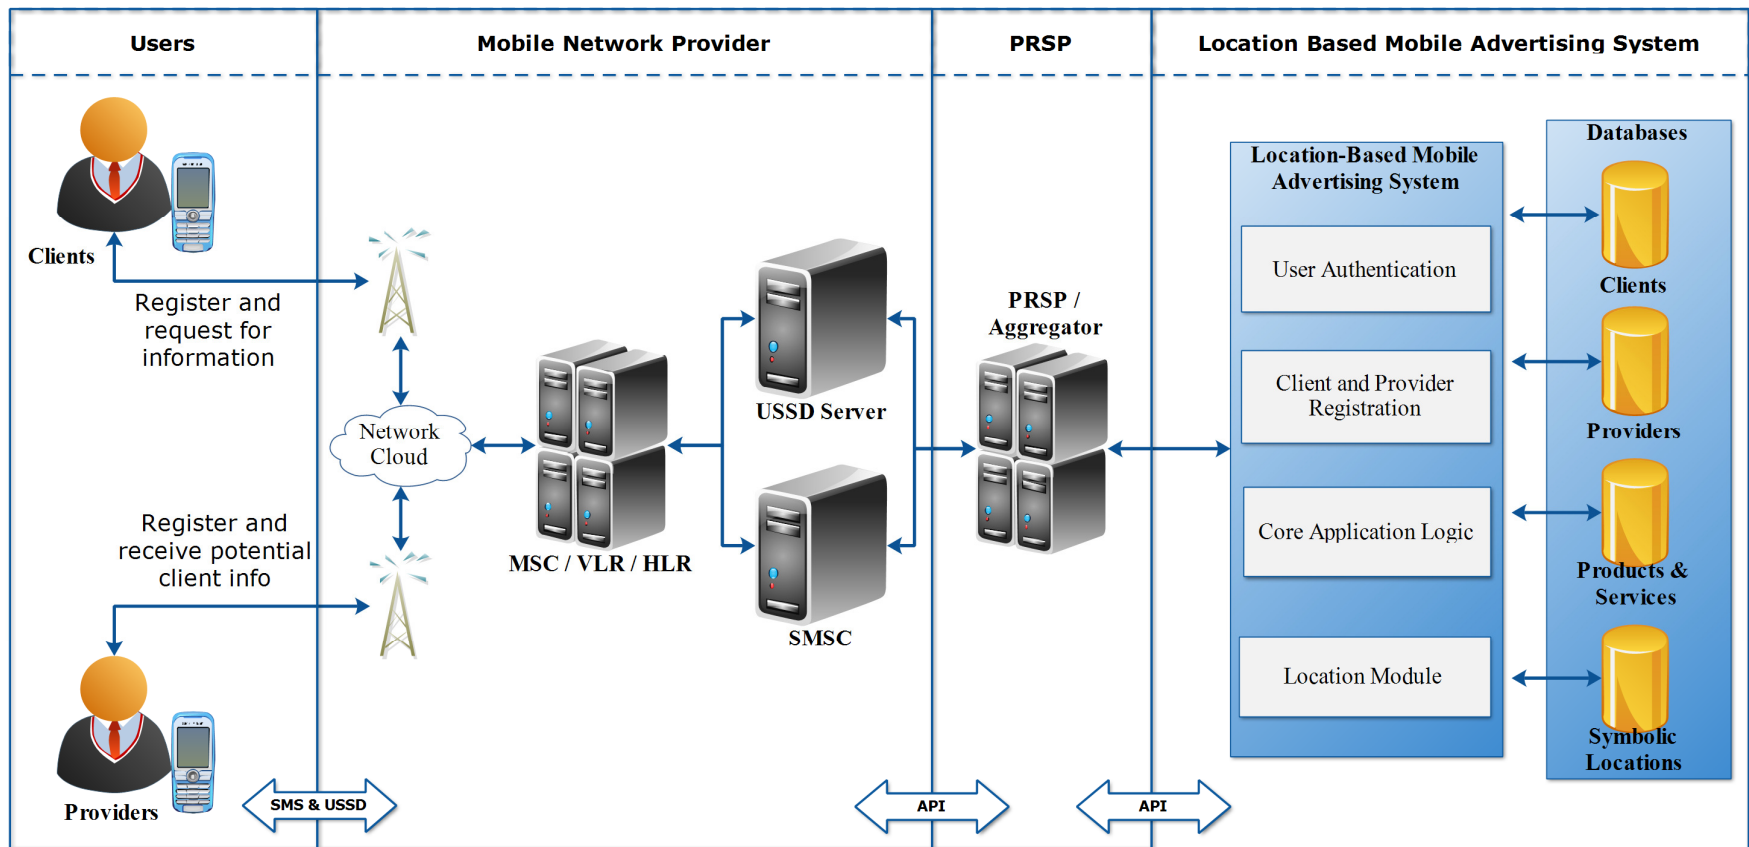 Users
Mobile Network Provider
PRSP
Location Based Mobile Advertising System
Clients
Register and
request for
information
Network
Cloud
Register and
receive potential
client info
Providers
SMS & USSD
MSC / VLR / HLR
USSD Server
SMSC
API
PRSP /
Aggregator
API
Location-Based Mobile
Advertising System
User Authentication
Client and Provider
Registration
Core Application Logic
Location Module
Databases
Clients
Providers
Products &
Services
Symbolic
Locations